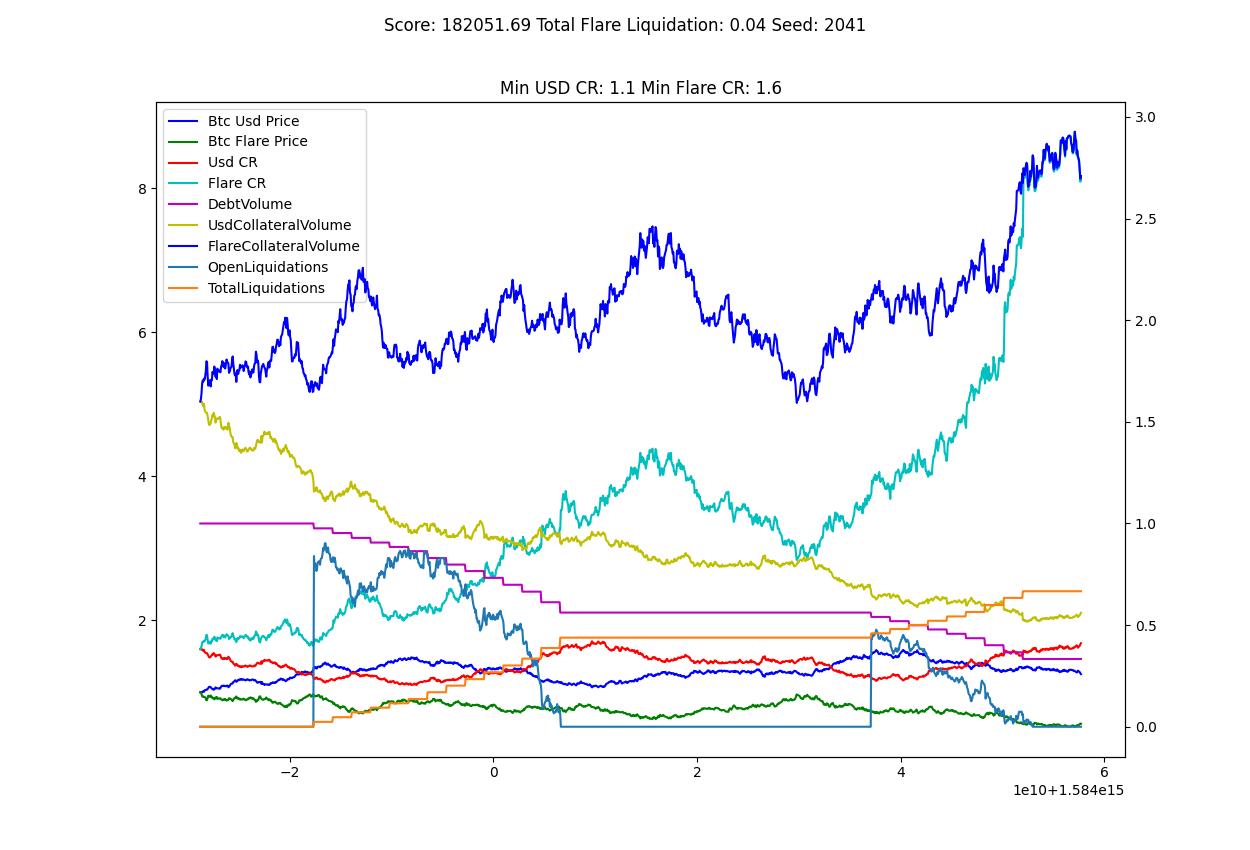 Score: 182051.69 Total Flare Liquidation: 0.04 Seed: 2041
Min USD CR: 1.1 Min Flare CR: 1.6
Btc Usd Price
Btc Flare Price
Usd CR
Flare CR
DebtVolume
UsdCollateralVolume
FlareCollateralVolume
OpenLiquidations
TotalLiquidations
8
6
4
2
3.0
2.5
2.0
1.5
1.0
0.5
0.0
−2
0
2
4
6
1e10+1.584e15